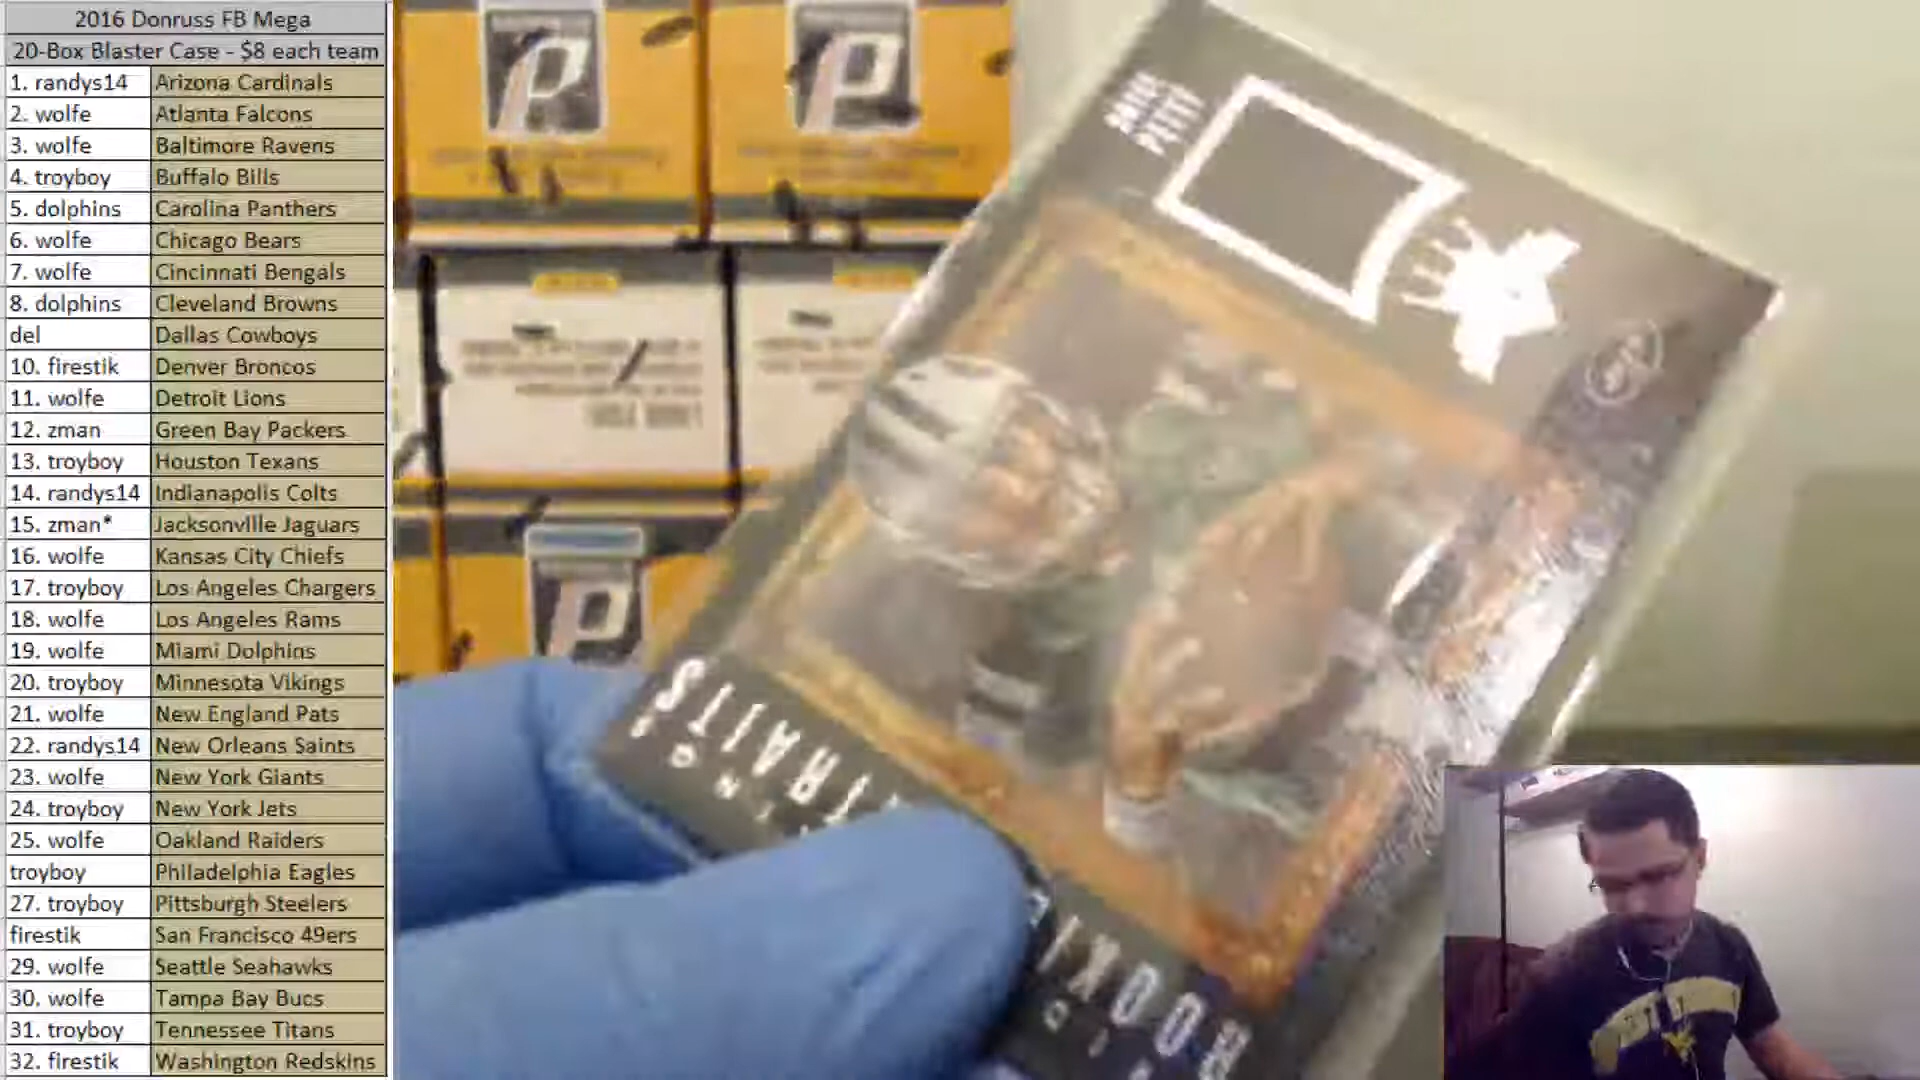 2016 Donruss FB Mega
20-Box Blaster Case - $8 each team
1. randys14 Arizona Cardinals
2. wolfe Atlanta Falcons
3. wolfe Baltimore Ravens
4. troyboy Buffalo Bills
5. dolphins Carolina Panthers
6. wolfe Chicago Bears
7. wolfe Cincinnati Bengals
8. dolphins Cleveland Browns
del Dallas Cowboys
10. firestik Denver Broncos
11. wolfe Detroit Lions
12. zman Green Bay Packers
13. troyboy Houston Texans
14. randys14 Indianapolis Colts
15. zman* Jacksonville Jaguars
16. wolfe Kansas City Chiefs
17. troyboy Los Angeles Chargers
18. wolfe Los Angeles Rams
19. wolfe Miami Dolphins
20. troyboy Minnesota Vikings
21. wolfe New England Pats
22. randys14 New Orleans Saints
23. wolfe New York Giants
24. troyboy New York Jets
25. wolfe Oakland Raiders
troyboy Philadelphia Eagles
27. troyboy Pittsburgh Steelers
firestik San Francisco 49ers
29. wolfe Seattle Seahawks
30. wolfe Tampa Bay Bucs
31. troyboy Tennessee Titans
32. firestik Washington Redskins
P
P
P